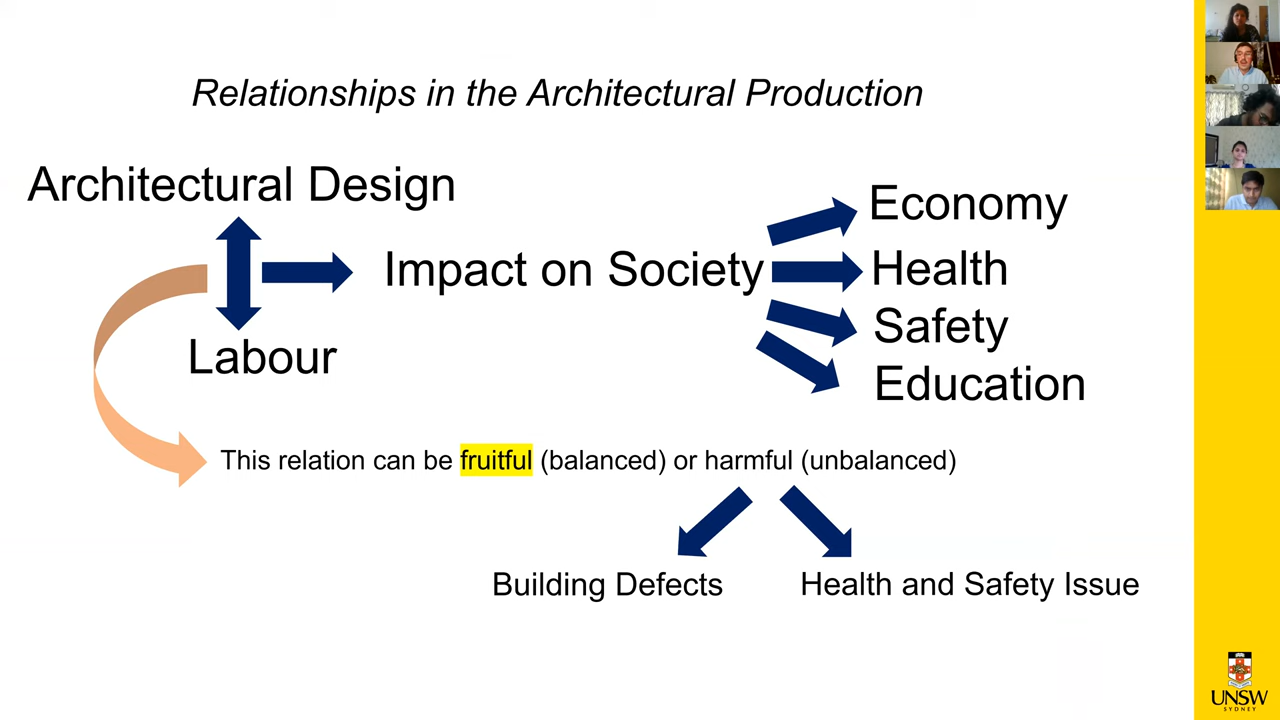 Relationships in the Architectural Production
Architectural Design
Labour
Impact on Society
Economy
Health
Safety
Education
This relation can be fruitful (balanced) or harmful (unbalanced)
Building Defects
Health and Safety Issue
UNSW
SYDNEY